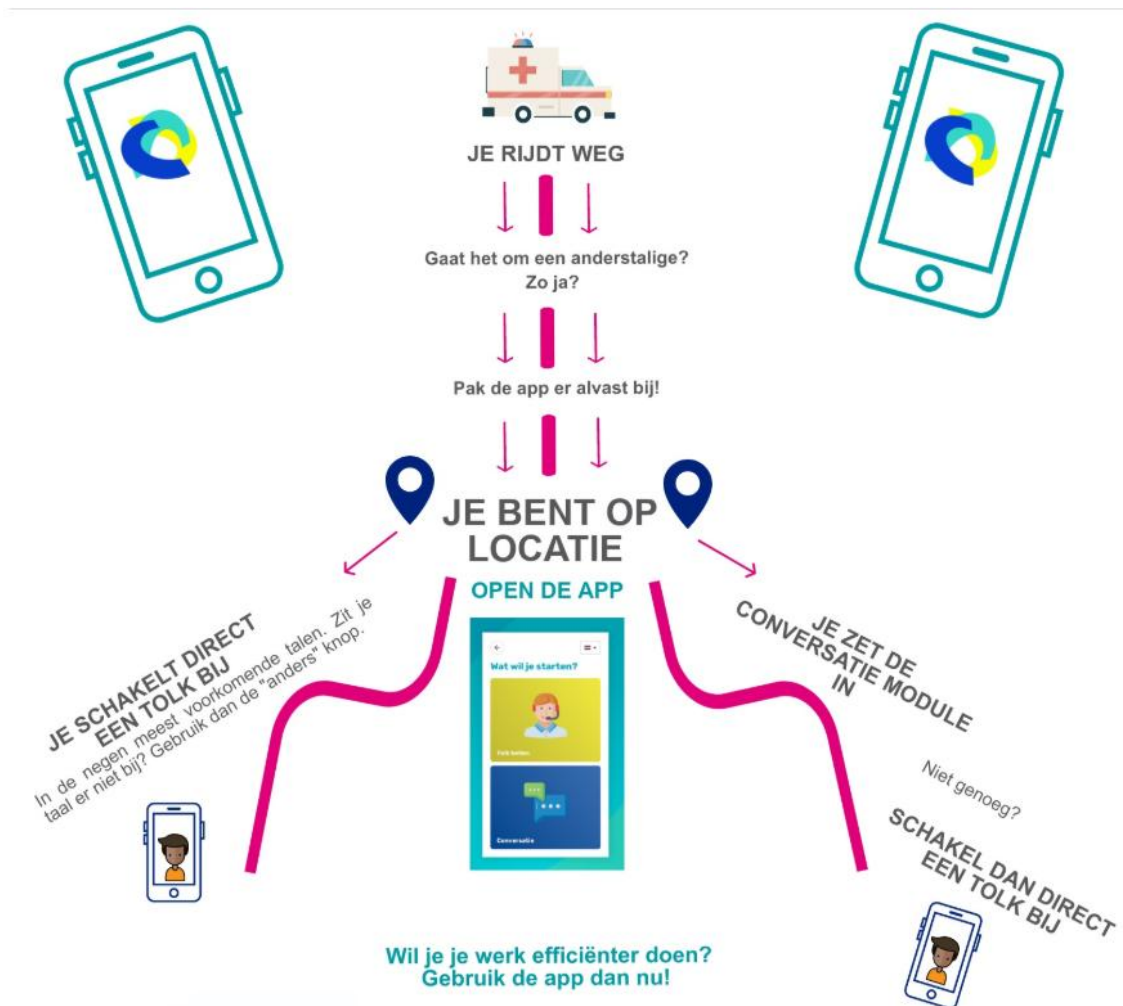 JE RIJDT WEG
Gaat het om een anderstalige?
Zo ja?
Pak de app er alvast bij!
JE BENT OP
LOCATIE
OPEN DE APP
JE SCHAKELT DIRECT
EEN TOLK BIJ
In de negen meest voorkomende talen. Zit je
taal er niet bij? Gebruik dan de "anders" knop.
Wat wil je starten?
Tolk bellen
Conversatie
JE ZET DE
CONVERSATIE MODULE
IN
Niet genoeg?
SCHAKEL DAN DIRECT
EEN TOLK BIJ
Wil je je werk efficiënter doen?
Gebruik de app dan nu!